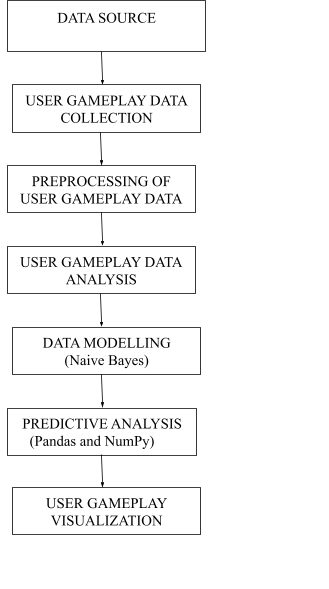 DATA SOURCE
USER GAMEPLAY DATA
COLLECTION
PREPROCESSING OF
USER GAMEPLAY DATA
USER GAMEPLAY DATA
ANALYSIS
DATA MODELLING
(Naive Bayes)
PREDICTIVE ANALYSIS
(Pandas and NumPy)
USER GAMEPLAY
VISUALIZATION